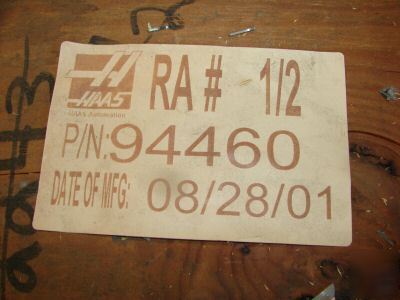 HAAS
HAAS Automation
RA # 1/2
P/N: 94460
DATE OF MFG: 08/28/01